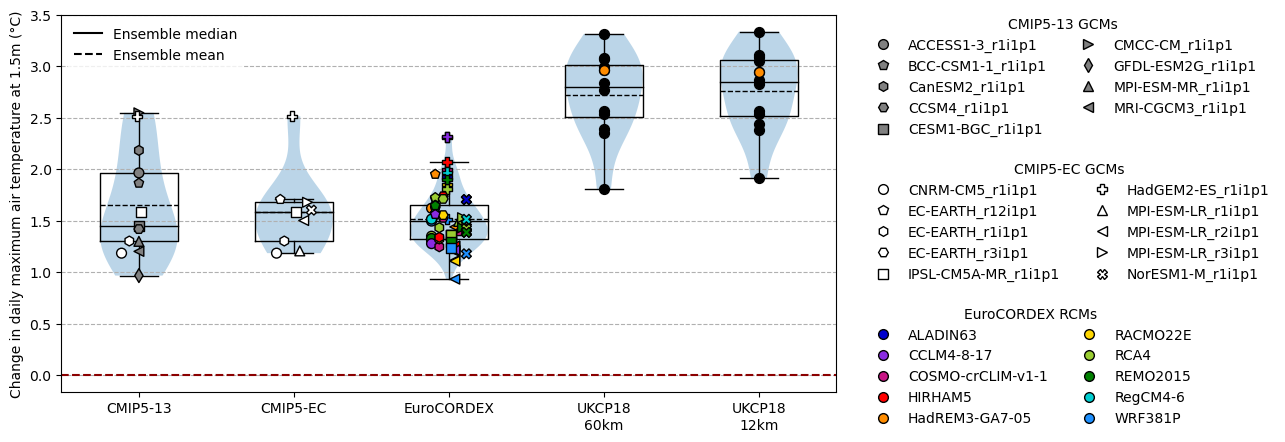 Change in daily maximum air temperature at 1.5m (°C)
3.5
3.0
2.5
2.0
1.5
1.0
0.5
0.0
Ensemble median
Ensemble mean
CMIP5-13
CMIP5-EC
EuroCORDEX
UKCP18
60km
UKCP18
12km
CMIP5-13 GCMs
ACCESS1-3_r1i1p1
BCC-CSM1-1_r1i1p1
CanESM2_r1i1p1
CCSM4_r1i1p1
CESM1-BGC_r1i1p1
CMCC-CM_r1i1p1
GFDL-ESM2G_r1i1p1
MPI-ESM-MR_r1i1p1
MRI-CGCM3_r1i1p1
CMIP5-EC GCMs
CNRM-CM5_r1i1p1
EC-EARTH_r12i1p1
EC-EARTH_r1i1p1
EC-EARTH_r3i1p1
IPSL-CM5A-MR_r1i1p1
HadGEM2-ES_r1i1p1
MPI-ESM-LR_r1i1p1
MPI-ESM-LR_r2i1p1
MPI-ESM-LR_r3i1p1
NorESM1-M_r1i1p1
EuroCORDEX RCMs
ALADIN63
CCLM4-8-17
COSMO-crCLIM-v1-1
HIRHAM5
HadREM3-GA7-05
RACMO22E
RCA4
REMO2015
RegCM4-6
WRF381P